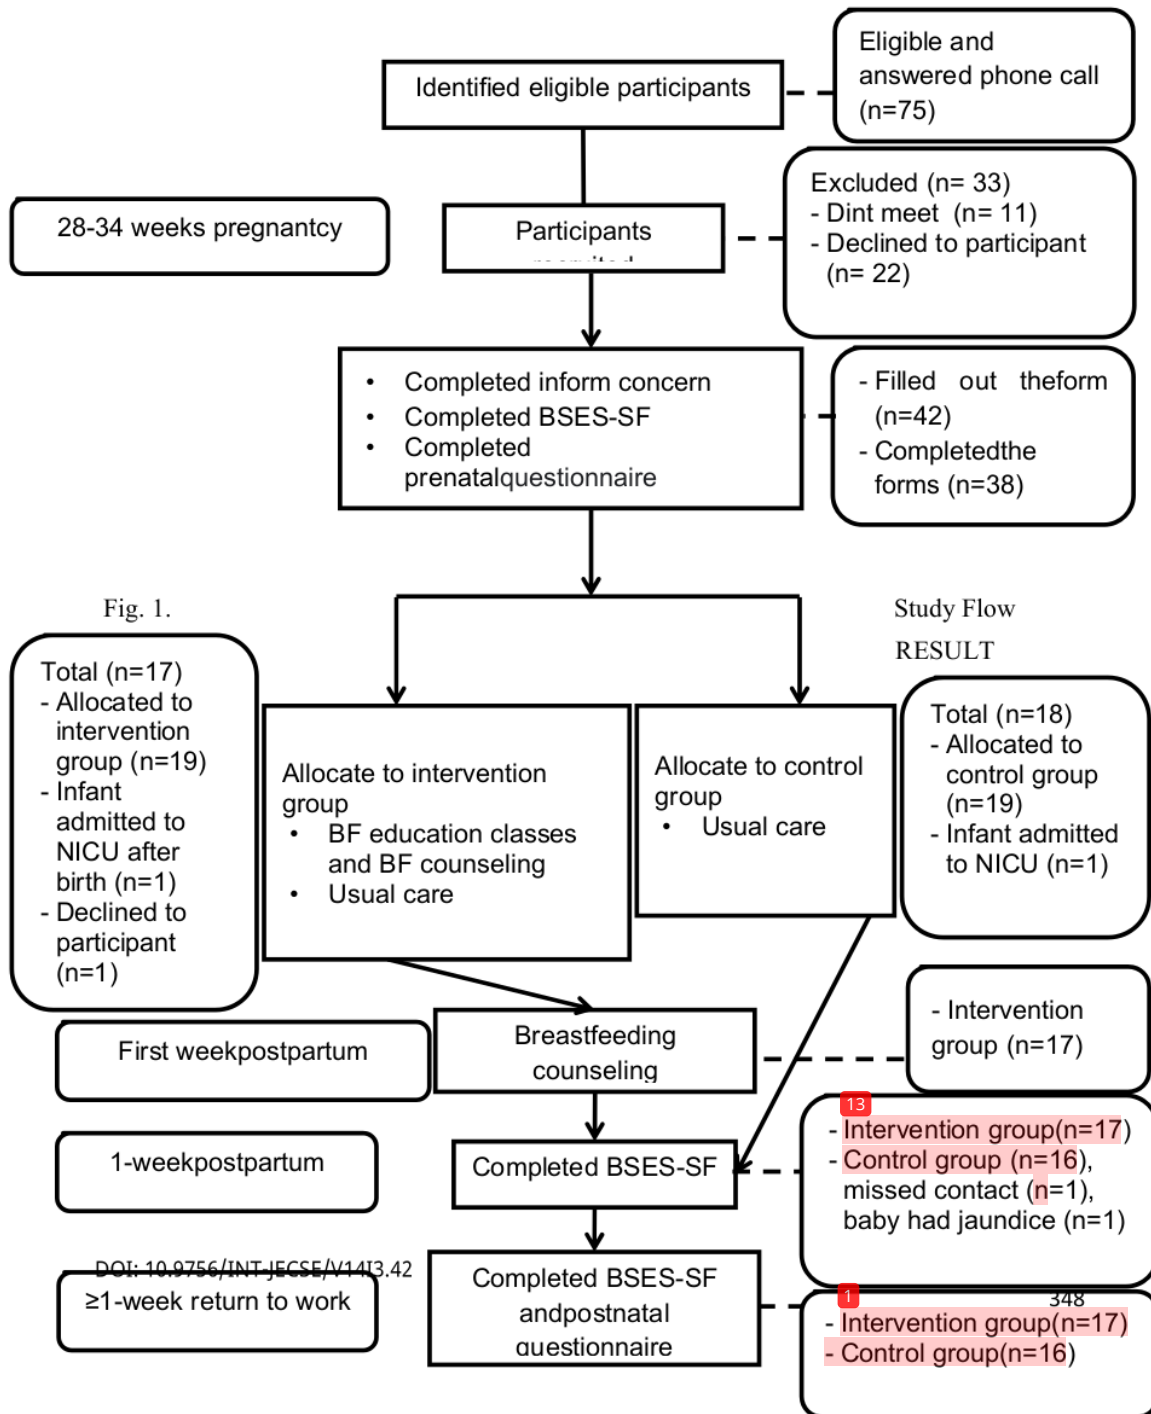 Eligible and
answered phone call
(n=75)
Identified eligible participants
Excluded (n= 33)
- Dint meet (n= 11)
- Declined to participant
(n= 22)
28-34 weeks pregnantcy
Participants
recruited
• Completed inform concern
• Completed BSES-SF
• Completed
prenatalquestionnaire
- Filled out theform
(n=42)
- Completedthe
forms (n=38)
Fig. 1.
Study Flow
RESULT
Total (n=17)
- Allocated to
intervention
group (n=19)
- Infant
admitted to
NICU after
birth (n=1)
- Declined to
participant
(n=1)
Allocate to intervention
group
• BF education classes
and BF counseling
• Usual care
Allocate to control
group
• Usual care
Total (n=18)
- Allocated to
control group
(n=19)
- Infant admitted
to NICU (n=1)
First weekpostpartum
Breastfeeding
counseling
- Intervention
group (n=17)
1-weekpostpartum
Completed BSES-SF
13
- Intervention group(n=17)
- Control group (n=16),
missed contact (n=1),
baby had jaundice (n=1)
DOI: 10.9756/INT-JECSE/V14I3.42
≥1-week return to work
Completed BSES-SF
andpostnatal
questionnaire
1
348
- Intervention group(n=17)
- Control group(n=16)